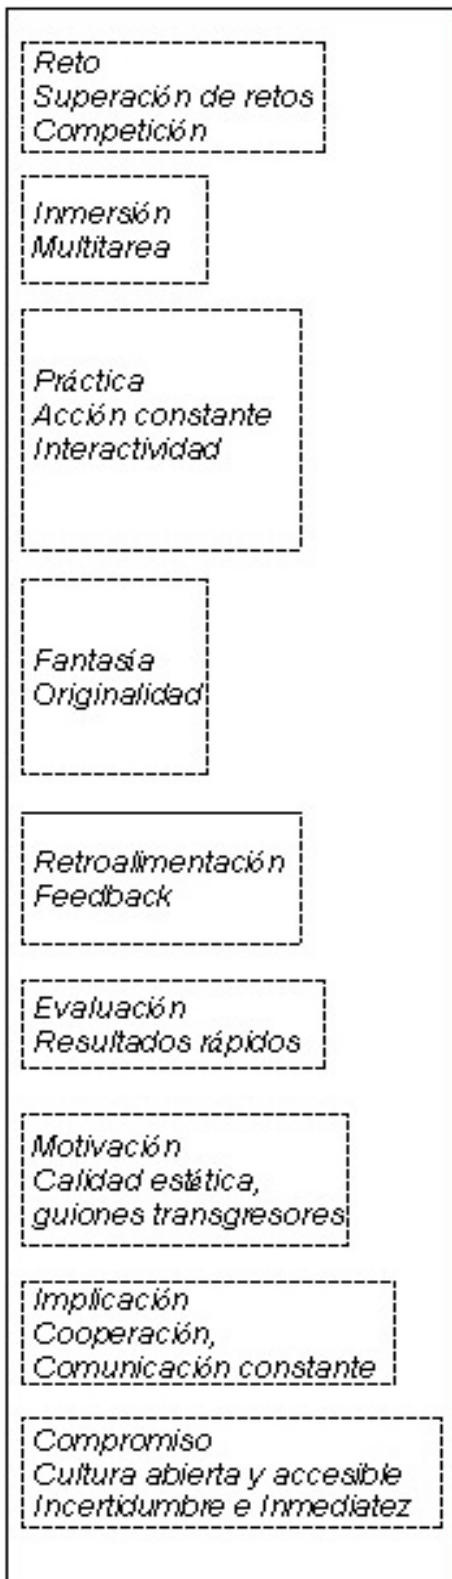 Reto
Superación de retos
Competición
Inmersión
Multitarea
Práctica
Acción constante
Interactividad
Fantasía
Originalidad
Retroalimentación
Feedback
Evaluación
Resultados rápidos
Motivación
Calidad estética,
guiones transgresores
Implicación
Cooperación,
Comunicación constante
Compromiso
Cultura abierta y accesible
Incertidumbre e Inmediatez